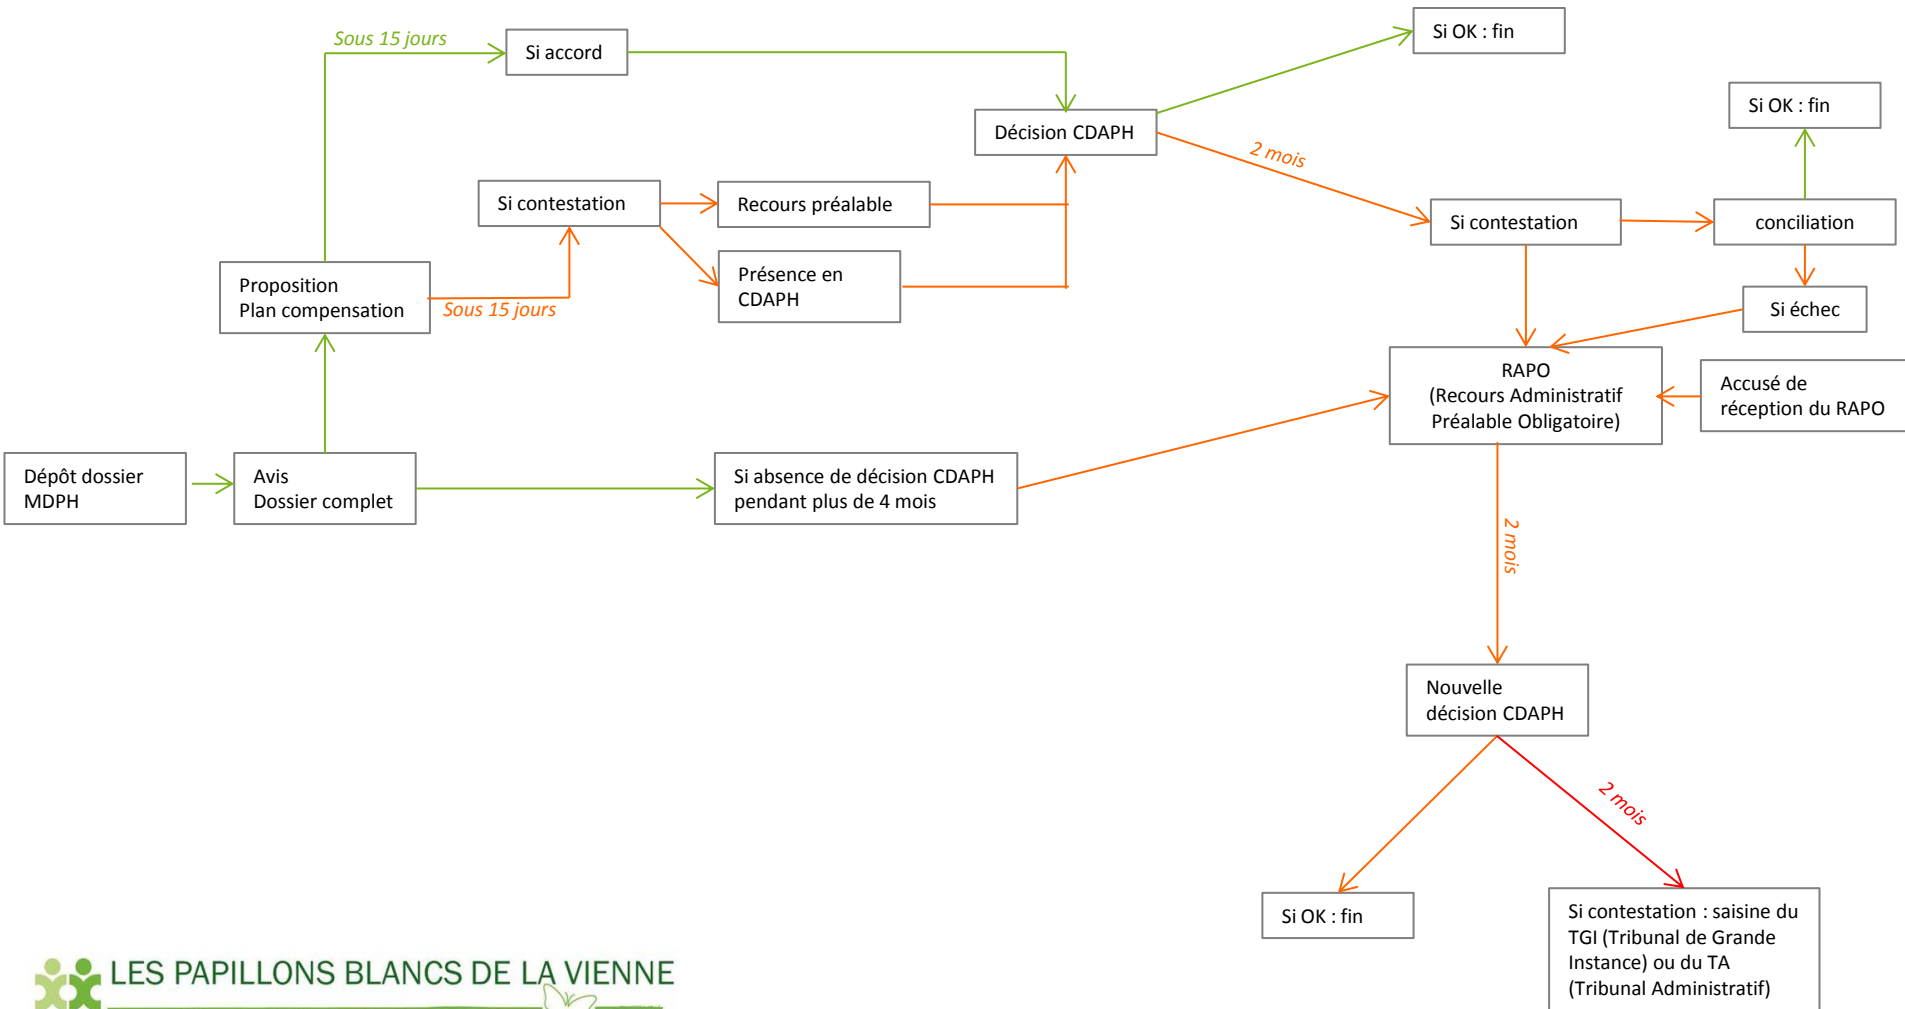 Sous 15 jours
Si accord
Si OK : fin
Si OK : fin
Décision CDAPH
2 mois
Si contestation
Recours préalable
Si contestation
conciliation
Présence en
CDAPH
Proposition
Plan compensation
Sous 15 jours
Si échec
RAPO
(Recours Administratif
Préalable Obligatoire)
Accusé de
réception du RAPO
Dépôt dossier
MDPH
Avis
Dossier complet
Si absence de décision CDAPH
pendant plus de 4 mois
2 mois
Nouvelle
décision CDAPH
2 mois
Si OK : fin
Si contestation : saisine du
TGI (Tribunal de Grande
Instance) ou du TA
(Tribunal Administratif)
LES PAPILLONS BLANCS DE LA VIENNE